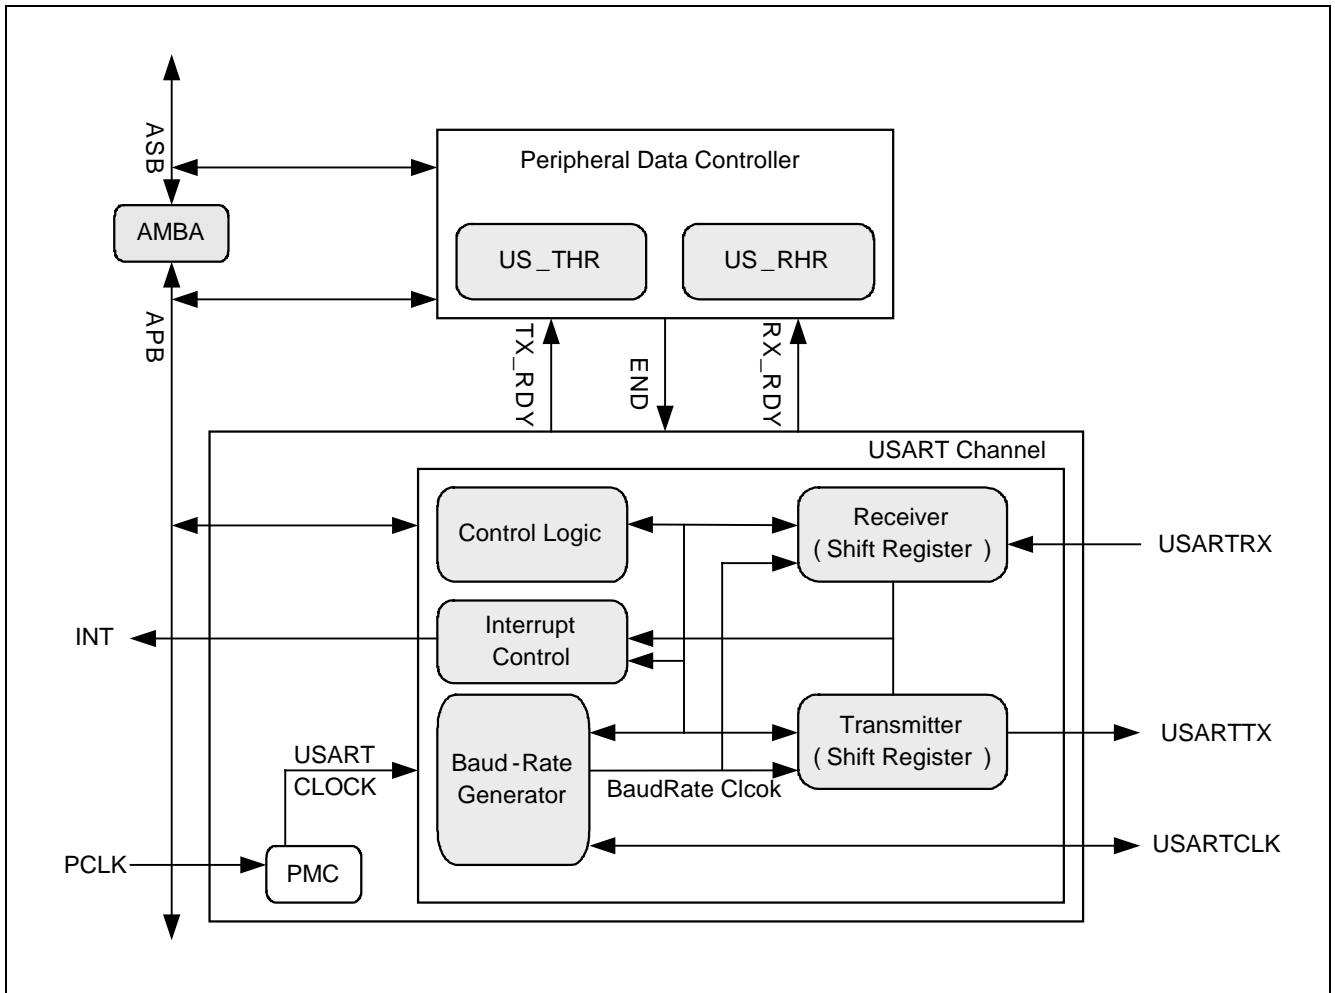 ASB
Peripheral Data Controller
AMBA
US_THR
US_RHR
APB
TX_RDY
END
RX_RDY
USART Channel
Control Logic
Receiver
( Shift Register )
USARTRX
INT
Interrupt
Control
Transmitter
( Shift Register )
USARTTX
USART
CLOCK
Baud-Rate
Generator
BaudRate Clcok
USARTCLK
PCLK
PMC